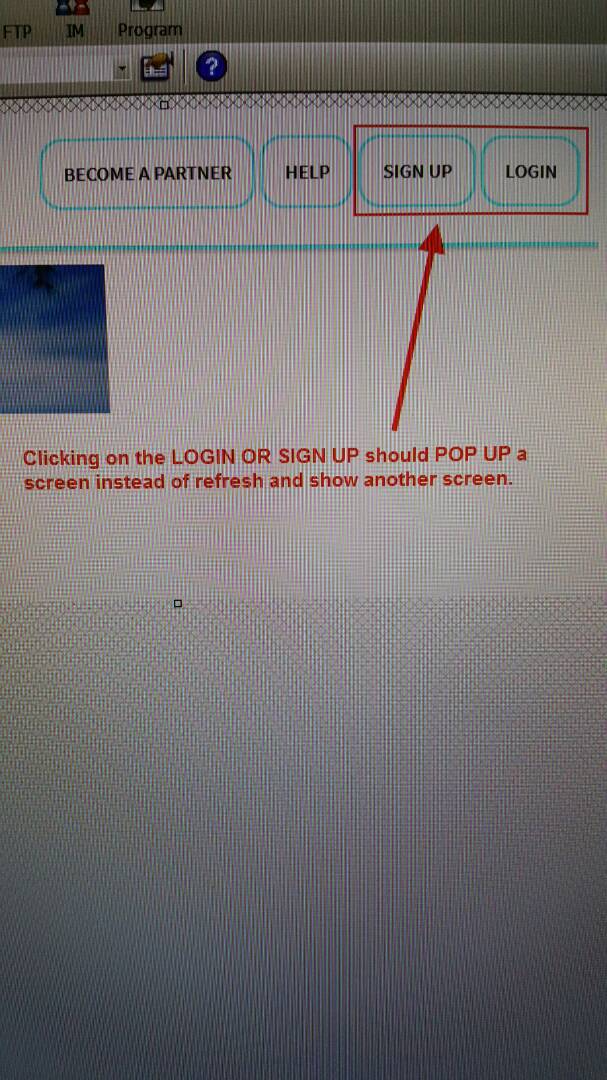 FTP IM Program
BECOME A PARTNER HELP SIGN UP LOGIN
Clicking on the LOGIN OR SIGN UP should POP UP a
screen instead of refresh and show another screen.